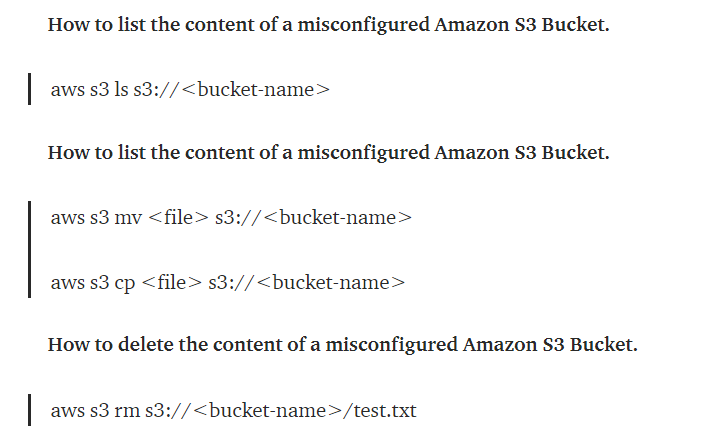 How to list the content of a misconfigured Amazon S3 Bucket.
aws s3 ls s3://<bucket-name>
How to list the content of a misconfigured Amazon S3 Bucket.
aws s3 mv <file> s3://<bucket-name>
aws s3 cp <file> s3://<bucket-name>
How to delete the content of a misconfigured Amazon S3 Bucket.
aws s3 rm s3://<bucket-name>/test.txt